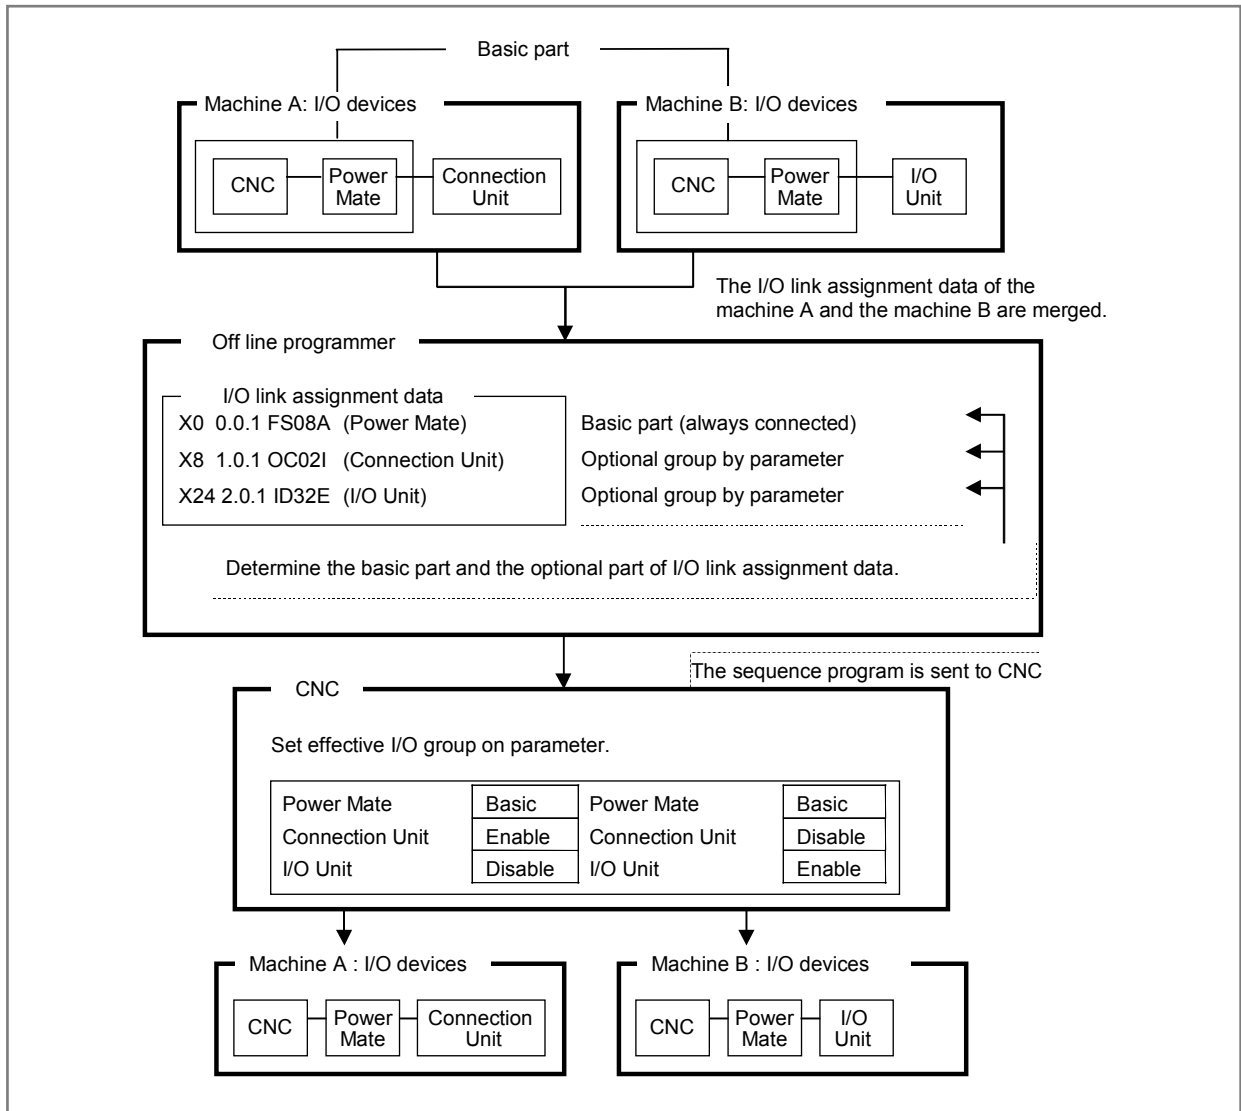 Basic part
Machine A: I/O devices
Machine B: I/O devices
CNC
Power
Mate
Connection
Unit
CNC
Power
Mate
I/O
Unit
The I/O link assignment data of the
machine A and the machine B are merged.
Off line programmer
I/O link assignment data
X0 0.0.1 FS08A (Power Mate)
Basic part (always connected)
X8 1.0.1 OC02I (Connection Unit)
Optional group by parameter
X24 2.0.1 ID32E (I/O Unit)
Optional group by parameter
Determine the basic part and the optional part of I/O link assignment data.
The sequence program is sent to CNC
CNC
Set effective I/O group on parameter.
Power Mate Basic Power Mate Basic
Connection Unit Enable Connection Unit Disable
I/O Unit Disable I/O Unit Enable
Machine A : I/O devices
Machine B : I/O devices
CNC
Power
Mate
Connection
Unit
CNC
Power
Mate
I/O
Unit